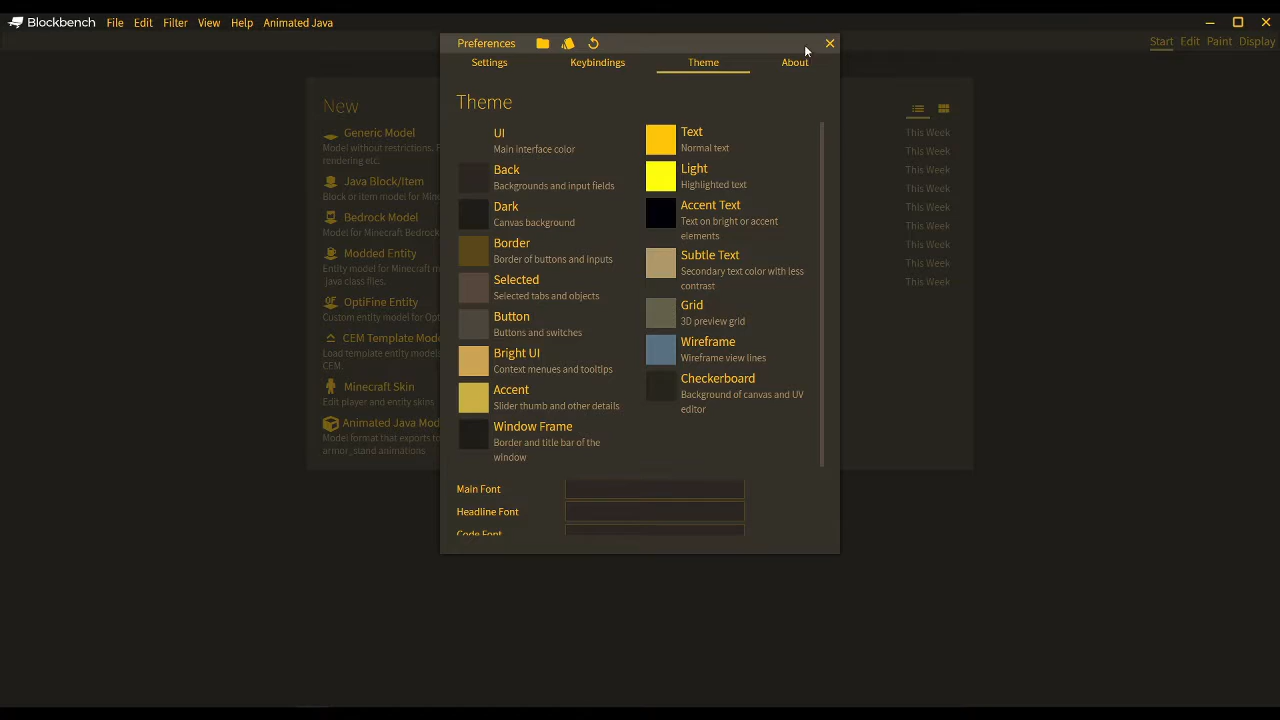 Blockbench File Edit Filter View Help Animated Java
Start Edit Paint Display
Preferences
Settings Keybindings Theme About
Theme
UI
Main interface color
Back
Backgrounds and input fields
Dark
Canvas background
Border
Border of buttons and inputs
Selected
Selected tabs and objects
Button
Buttons and switches
Bright UI
Context menues and tooltips
Accent
Slider thumb and other details
Window Frame
Border and title bar of the
window
Text
Normal text
Light
Highlighted text
Accent Text
Text on bright or accent
elements
Subtle Text
Secondary text color with less
contrast
Grid
3D preview grid
Wireframe
Wireframe view lines
Checkerboard
Background of canvas and UV
editor
Main Font
Headline Font
Code Font
New
Generic Model
Model without restrictions. F
rendering etc.
Java Block/Item
Block or item model for Min
Bedrock Model
Model for Minecraft Bedrock
Modded Entity
Entity model for Minecraft m
.java class files.
OptiFine Entity
Custom entity model for Opt
CEM Template Mode
Load template entity models
CEM.
Minecraft Skin
Edit player and entity skins
Animated Java Mod
Model format that exports to
armor_stand animations
This Week
This Week
This Week
This Week
This Week
This Week
This Week
This Week
This Week